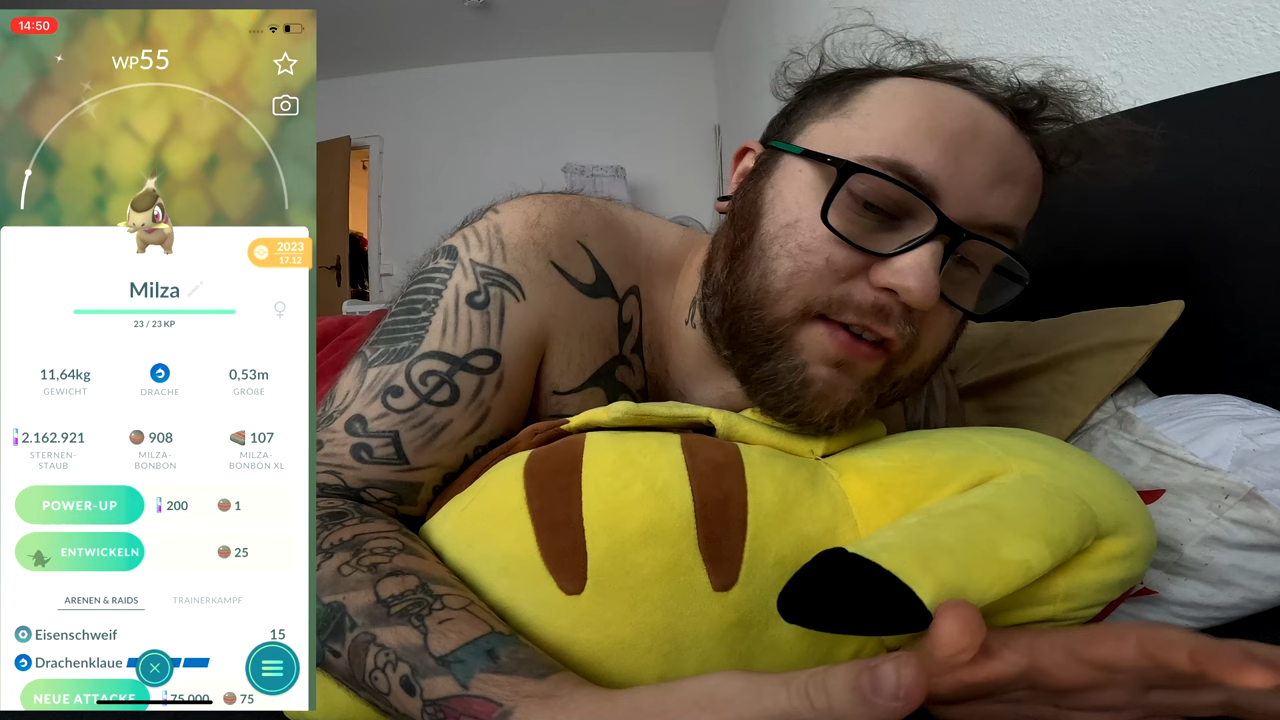 14:50
WP55
2023
17.12
Milza
23 / 23 KP
11,64kg
GEWICHT
DRACHE
0,53m
GRÖßE
2.162.921
STERNEN-
STAUB
908
MILZA-
BONBON
107
MILZA-
BONBON XL
POWER-UP
200
1
ENTWICKELN
25
ARENEN & RAIDS
TRAINERKAMPF
Eisenschweif
15
Drachenklaue
NEUE ATTACKE
75.000
75